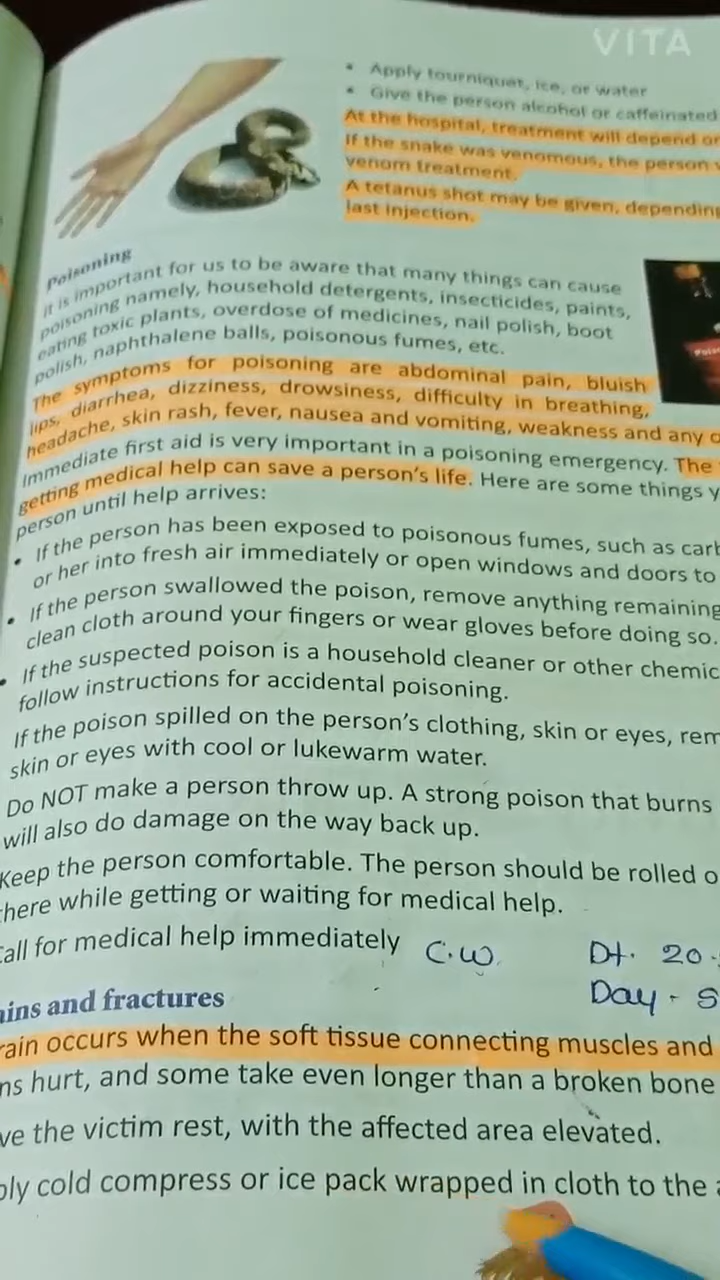 VITA
• Apply tourniquet, ice, or water
• Give the person alcohol or caffeinated
At the hospital, treatment will depend on
If the snake was venomous, the person
venom treatment.
A tetanus shot may be given, depending
last injection.
Poisoning
It is important for us to be aware that many things can cause
poisoning namely, household detergents, insecticides, paints,
eating toxic plants, overdose of medicines, nail polish, boot
polish, naphthalene balls, poisonous fumes, etc.
The symptoms for poisoning are abdominal pain, bluish
lips, diarrhea, dizziness, drowsiness, difficulty in breathing,
headache, skin rash, fever, nausea and vomiting, weakness and any
Immediate first aid is very important in a poisoning emergency. The
getting medical help can save a person's life. Here are some things y
person until help arrives:
• If the person has been exposed to poisonous fumes, such as carb
or her into fresh air immediately or open windows and doors to
• If the person swallowed the poison, remove anything remaining
clean cloth around your fingers or wear gloves before doing so.
• If the suspected poison is a household cleaner or other chemic
follow instructions for accidental poisoning.
If the poison spilled on the person's clothing, skin or eyes, rem
skin or eyes with cool or lukewarm water.
Do NOT make a person throw up. A strong poison that burns
will also do damage on the way back up.
Keep the person comfortable. The person should be rolled o
there while getting or waiting for medical help.
Call for medical help immediately C.W. Dt. 20
Day - S
ains and fractures
rain occurs when the soft tissue connecting muscles and
ns hurt, and some take even longer than a broken bone
ve the victim rest, with the affected area elevated.
ply cold compress or ice pack wrapped in cloth to the